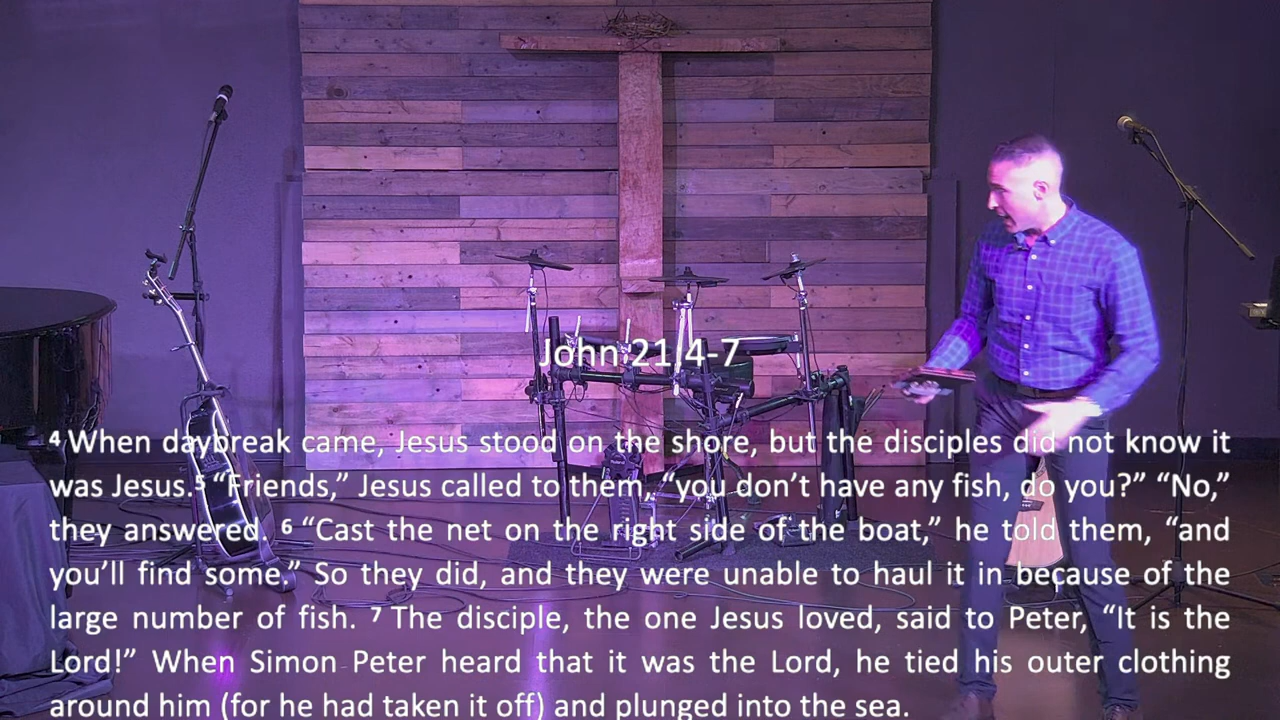 John 21:4-7
⁴ When daybreak came, Jesus stood on the shore, but the disciples did not know it
was Jesus.⁵ “Friends,” Jesus called to them, “you don’t have any fish, do you?” “No,”
they answered. ⁶ “Cast the net on the right side of the boat,” he told them, “and
you’ll find some.” So they did, and they were unable to haul it in because of the
large number of fish. ⁷ The disciple, the one Jesus loved, said to Peter, “It is the
Lord!” When Simon Peter heard that it was the Lord, he tied his outer clothing
around him (for he had taken it off) and plunged into the sea.